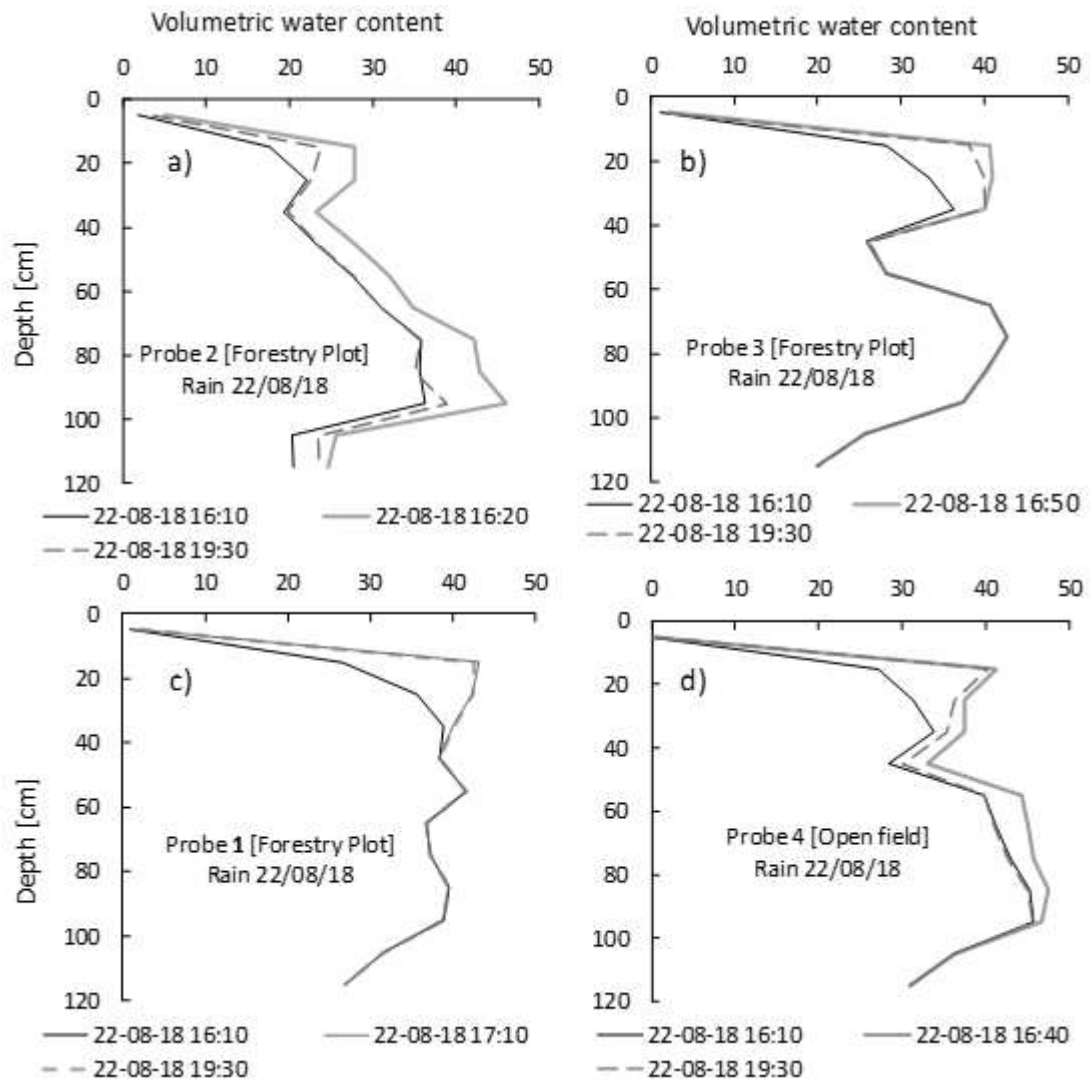 Volumetric water content
0 10 20 30 40 50
0
20
40
60
80
100
120
Depth [cm]
a)
Probe 2 [Forestry Plot]
Rain 22/08/18
22-08-18 16:10 22-08-18 16:20
22-08-18 19:30
Volumetric water content
0 10 20 30 40 50
0
20
40
60
80
100
120
b)
Probe 3 [Forestry Plot]
Rain 22/08/18
22-08-18 16:10 22-08-18 16:50
22-08-18 19:30
0 10 20 30 40 50
0
20
40
60
80
100
120
Depth [cm]
c)
Probe 1 [Forestry Plot]
Rain 22/08/18
22-08-18 16:10 22-08-18 17:10
22-08-18 19:30
0 10 20 30 40 50
0
20
40
60
80
100
120
d)
Probe 4 [Open field]
Rain 22/08/18
22-08-18 16:10 22-08-18 16:40
22-08-18 19:30